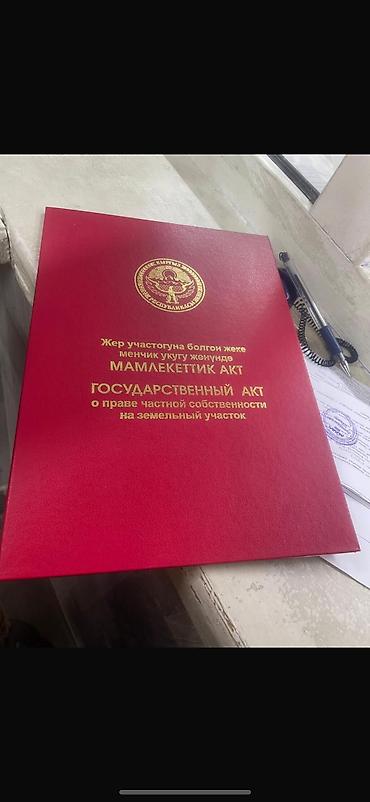 Жер участогуна болгон жеке
менчик укугу жөнүндө
МАМЛЕКЕТТИК АКТ
ГОСУДАРСТВЕННЫЙ АКТ
о праве частной собственности
на земельный участок